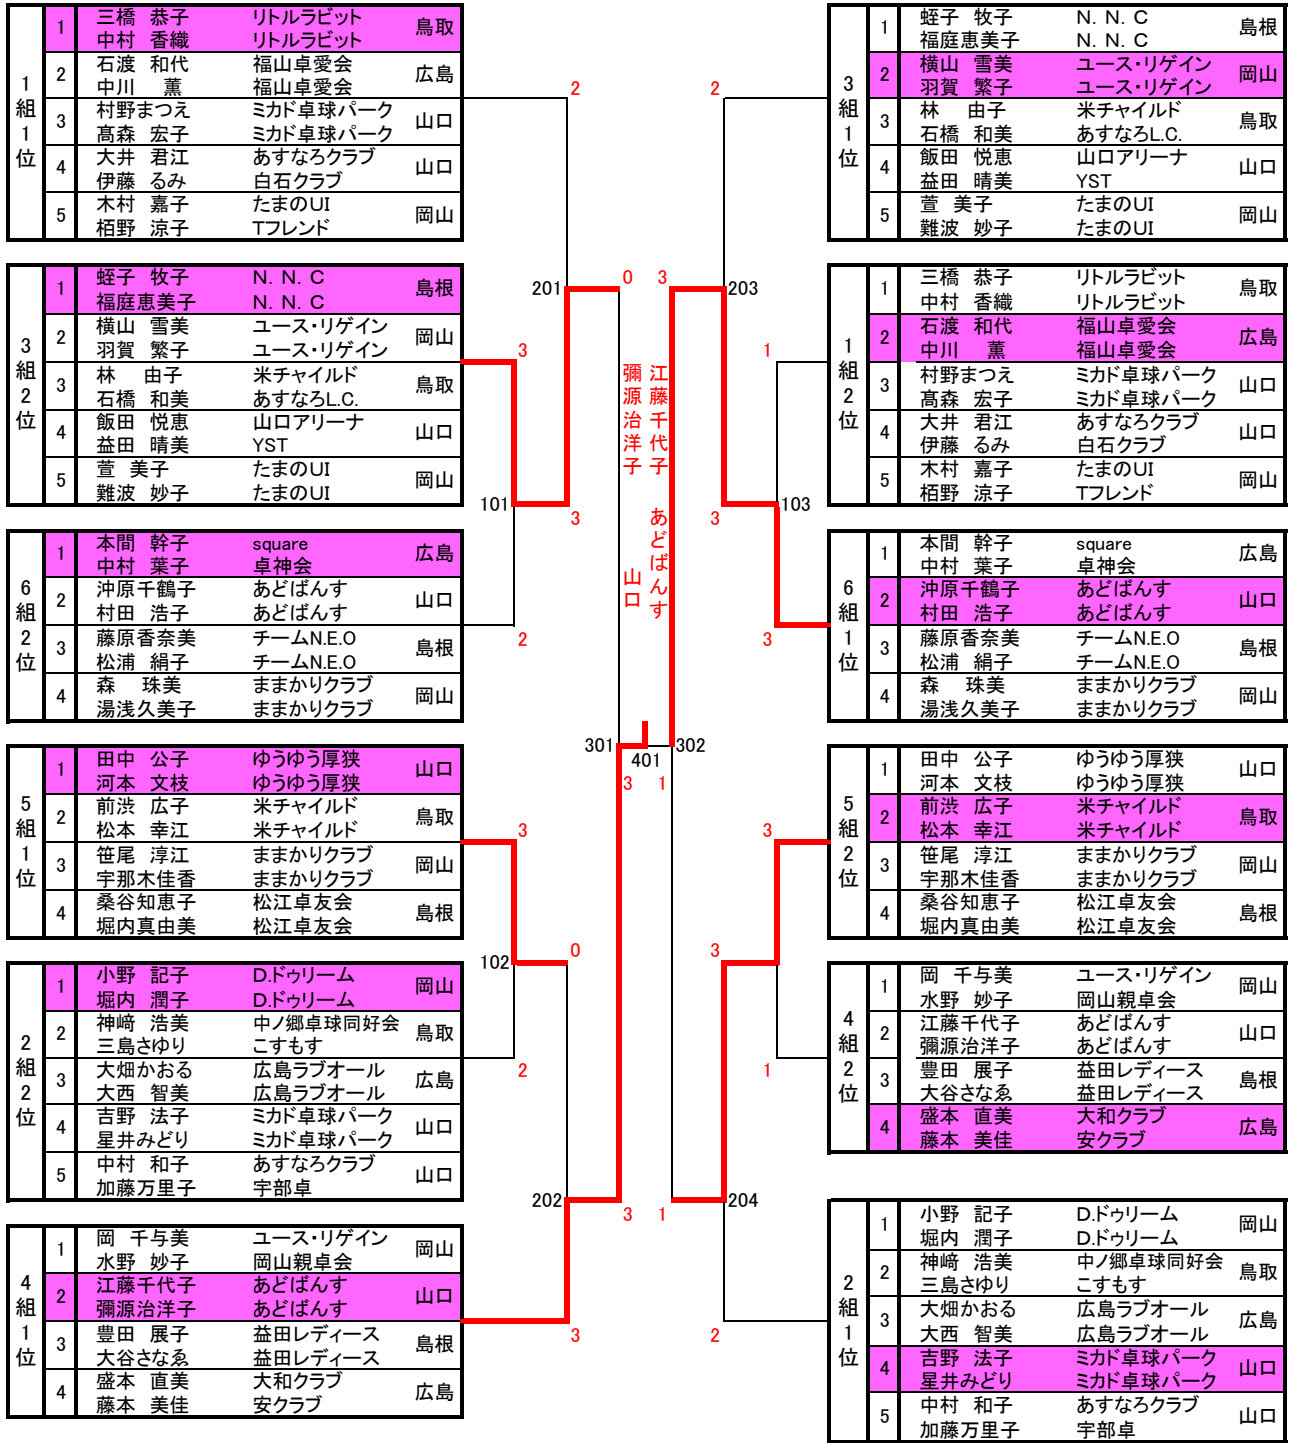 1組1位
1 三橋 恭子 リトルラビット 鳥取
中村 香織 リトルラビット
2 石渡 和代 福山卓愛会 広島
中川 薫 福山卓愛会
3 村野まつえ ミカド卓球パーク 山口
髙森 宏子 ミカド卓球パーク
4 大井 君江 あすなろクラブ 山口
伊藤 るみ 白石クラブ
5 木村 嘉子 たまのUI 岡山
栢野 涼子 Tフレンド
3組2位
1 蛭子 牧子 N.N.C 島根
福庭恵美子 N.N.C
2 横山 雪美 ユース・リゲイン 岡山
羽賀 繁子 ユース・リゲイン
3 林 由子 米チャイルド 鳥取
石橋 和美 あすなろL.C.
4 飯田 悦恵 山口アリーナ 山口
益田 晴美 YST
5 萱 美子 たまのUI 岡山
難波 妙子 たまのUI
6組2位
1 本間 幹子 square 広島
中村 葉子 卓神会
2 沖原千鶴子 あどばんす 山口
村田 浩子 あどばんす
3 藤原香奈美 チームN.E.O 島根
松浦 絹子 チームN.E.O
4 森 珠美 ままかりクラブ 岡山
湯浅久美子 ままかりクラブ
5組1位
1 田中 公子 ゆうゆう厚狭 山口
河本 文枝 ゆうゆう厚狭
2 前渋 広子 米チャイルド 鳥取
松本 幸江 米チャイルド
3 笹尾 淳江 ままかりクラブ 岡山
宇那木佳香 ままかりクラブ
4 桑谷知恵子 松江卓友会 島根
堀内真由美 松江卓友会
2組2位
1 小野 記子 D.ドゥリーム 岡山
堀内 潤子 D.ドゥリーム
2 神﨑 浩美 中ノ郷卓球同好会 鳥取
三島さゆり こすもす
3 大畑かおる 広島ラブオール 広島
大西 智美 広島ラブオール
4 吉野 法子 ミカド卓球パーク 山口
星井みどり ミカド卓球パーク
5 中村 和子 あすなろクラブ 山口
加藤万里子 宇部卓
4組1位
1 岡 千与美 ユース・リゲイン 岡山
水野 妙子 岡山親卓会
2 江藤千代子 あどばんす 山口
彌源治洋子 あどばんす
3 豊田 展子 益田レディース 島根
大谷さなゑ 益田レディース
4 盛本 直美 大和クラブ 広島
藤本 美佳 安クラブ
2
201
3
101
3
2
3
102
0
2
202
3
0
3
江藤千代子 あどばんす
彌源治洋子 山口
301
401
302
3
1
3
1
2
203
1
3
103
3
3
3
1
204
2
3組1位
1 蛭子 牧子 N.N.C 島根
福庭恵美子 N.N.C
2 横山 雪美 ユース・リゲイン 岡山
羽賀 繁子 ユース・リゲイン
3 林 由子 米チャイルド 鳥取
石橋 和美 あすなろL.C.
4 飯田 悦恵 山口アリーナ 山口
益田 晴美 YST
5 萱 美子 たまのUI 岡山
難波 妙子 たまのUI
1組2位
1 三橋 恭子 リトルラビット 鳥取
中村 香織 リトルラビット
2 石渡 和代 福山卓愛会 広島
中川 薫 福山卓愛会
3 村野まつえ ミカド卓球パーク 山口
髙森 宏子 ミカド卓球パーク
4 大井 君江 あすなろクラブ 山口
伊藤 るみ 白石クラブ
5 木村 嘉子 たまのUI 岡山
栢野 涼子 Tフレンド
6組1位
1 本間 幹子 square 広島
中村 葉子 卓神会
2 沖原千鶴子 あどばんす 山口
村田 浩子 あどばんす
3 藤原香奈美 チームN.E.O 島根
松浦 絹子 チームN.E.O
4 森 珠美 ままかりクラブ 岡山
湯浅久美子 ままかりクラブ
5組2位
1 田中 公子 ゆうゆう厚狭 山口
河本 文枝 ゆうゆう厚狭
2 前渋 広子 米チャイルド 鳥取
松本 幸江 米チャイルド
3 笹尾 淳江 ままかりクラブ 岡山
宇那木佳香 ままかりクラブ
4 桑谷知恵子 松江卓友会 島根
堀内真由美 松江卓友会
4組2位
1 岡 千与美 ユース・リゲイン 岡山
水野 妙子 岡山親卓会
2 江藤千代子 あどばんす 山口
彌源治洋子 あどばんす
3 豊田 展子 益田レディース 島根
大谷さなゑ 益田レディース
4 盛本 直美 大和クラブ 広島
藤本 美佳 安クラブ
2組1位
1 小野 記子 D.ドゥリーム 岡山
堀内 潤子 D.ドゥリーム
2 神﨑 浩美 中ノ郷卓球同好会 鳥取
三島さゆり こすもす
3 大畑かおる 広島ラブオール 広島
大西 智美 広島ラブオール
4 吉野 法子 ミカド卓球パーク 山口
星井みどり ミカド卓球パーク
5 中村 和子 あすなろクラブ 山口
加藤万里子 宇部卓